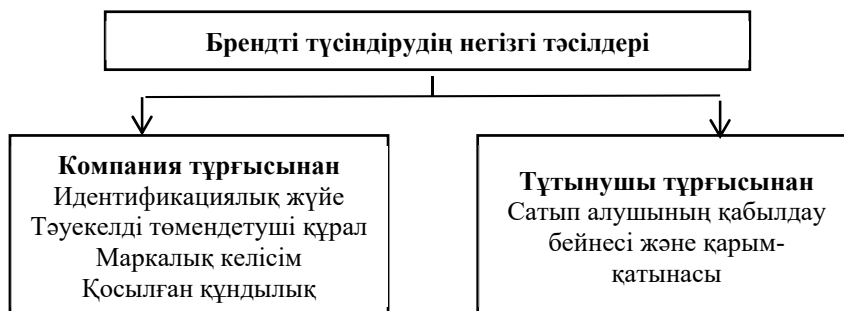 Брендті түсіндірудің негізгі тәсілдері
Компания тұрғысынан
Идентификациялық жүйе
Тәуекелді төмендетуші құрал
Маркалық келісім
Қосылған құндылық
Тұтынушы тұрғысынан
Сатып алушының қабылдау
бейнесі және қарым-
қатынасы